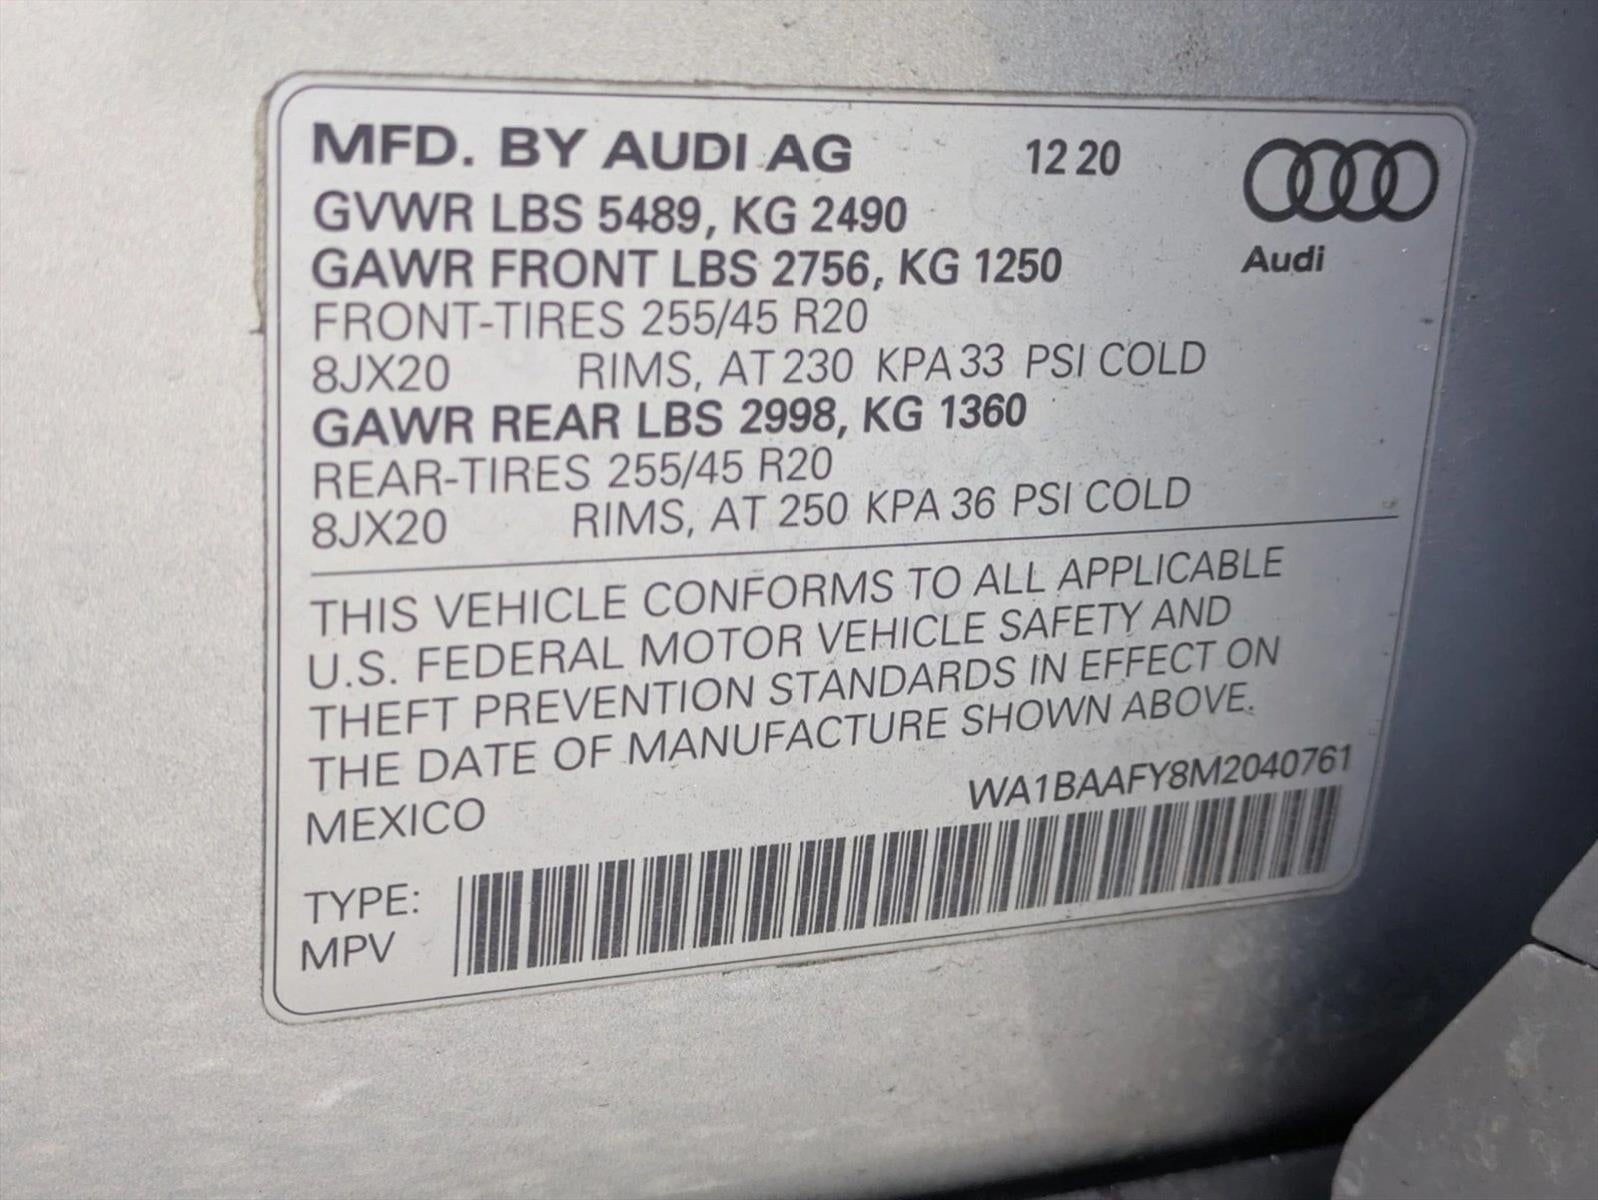 MFD. BY AUDI AG 12 20
GVWR LBS 5489, KG 2490
GAWR FRONT LBS 2756, KG 1250
Audi
FRONT-TIRES 255/45 R20
8JX20 RIMS, AT 230 KPA 33 PSI COLD
GAWR REAR LBS 2998, KG 1360
REAR-TIRES 255/45 R20
8JX20 RIMS, AT 250 KPA 36 PSI COLD
THIS VEHICLE CONFORMS TO ALL APPLICABLE
U.S. FEDERAL MOTOR VEHICLE SAFETY AND
THEFT PREVENTION STANDARDS IN EFFECT ON
THE DATE OF MANUFACTURE SHOWN ABOVE.
MEXICO WA1BAAFY8M2040761
TYPE:
MPV